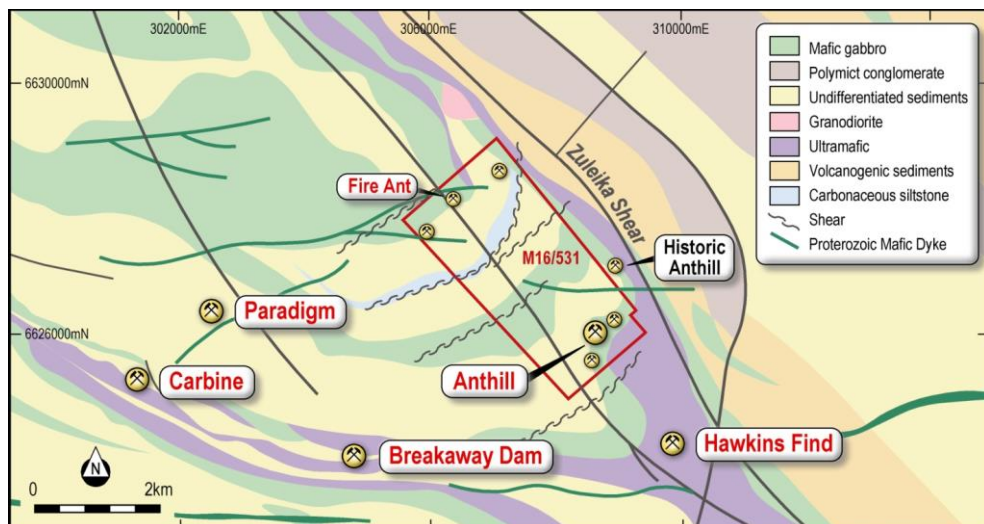 302000mE
306000mE
310000mE
6630000mN
6626000mN
Mafic gabbro
Polymict conglomerate
Undifferentiated sediments
Granodiorite
Ultramafic
Volcanogenic sediments
Carbonaceous siltstone
Shear
Proterozoic Mafic Dyke
Zuleika Shear
Fire Ant
M16/531
Historic
Anthill
Paradigm
Carbine
Anthill
Breakaway Dam
Hawkins Find
N
0 2km